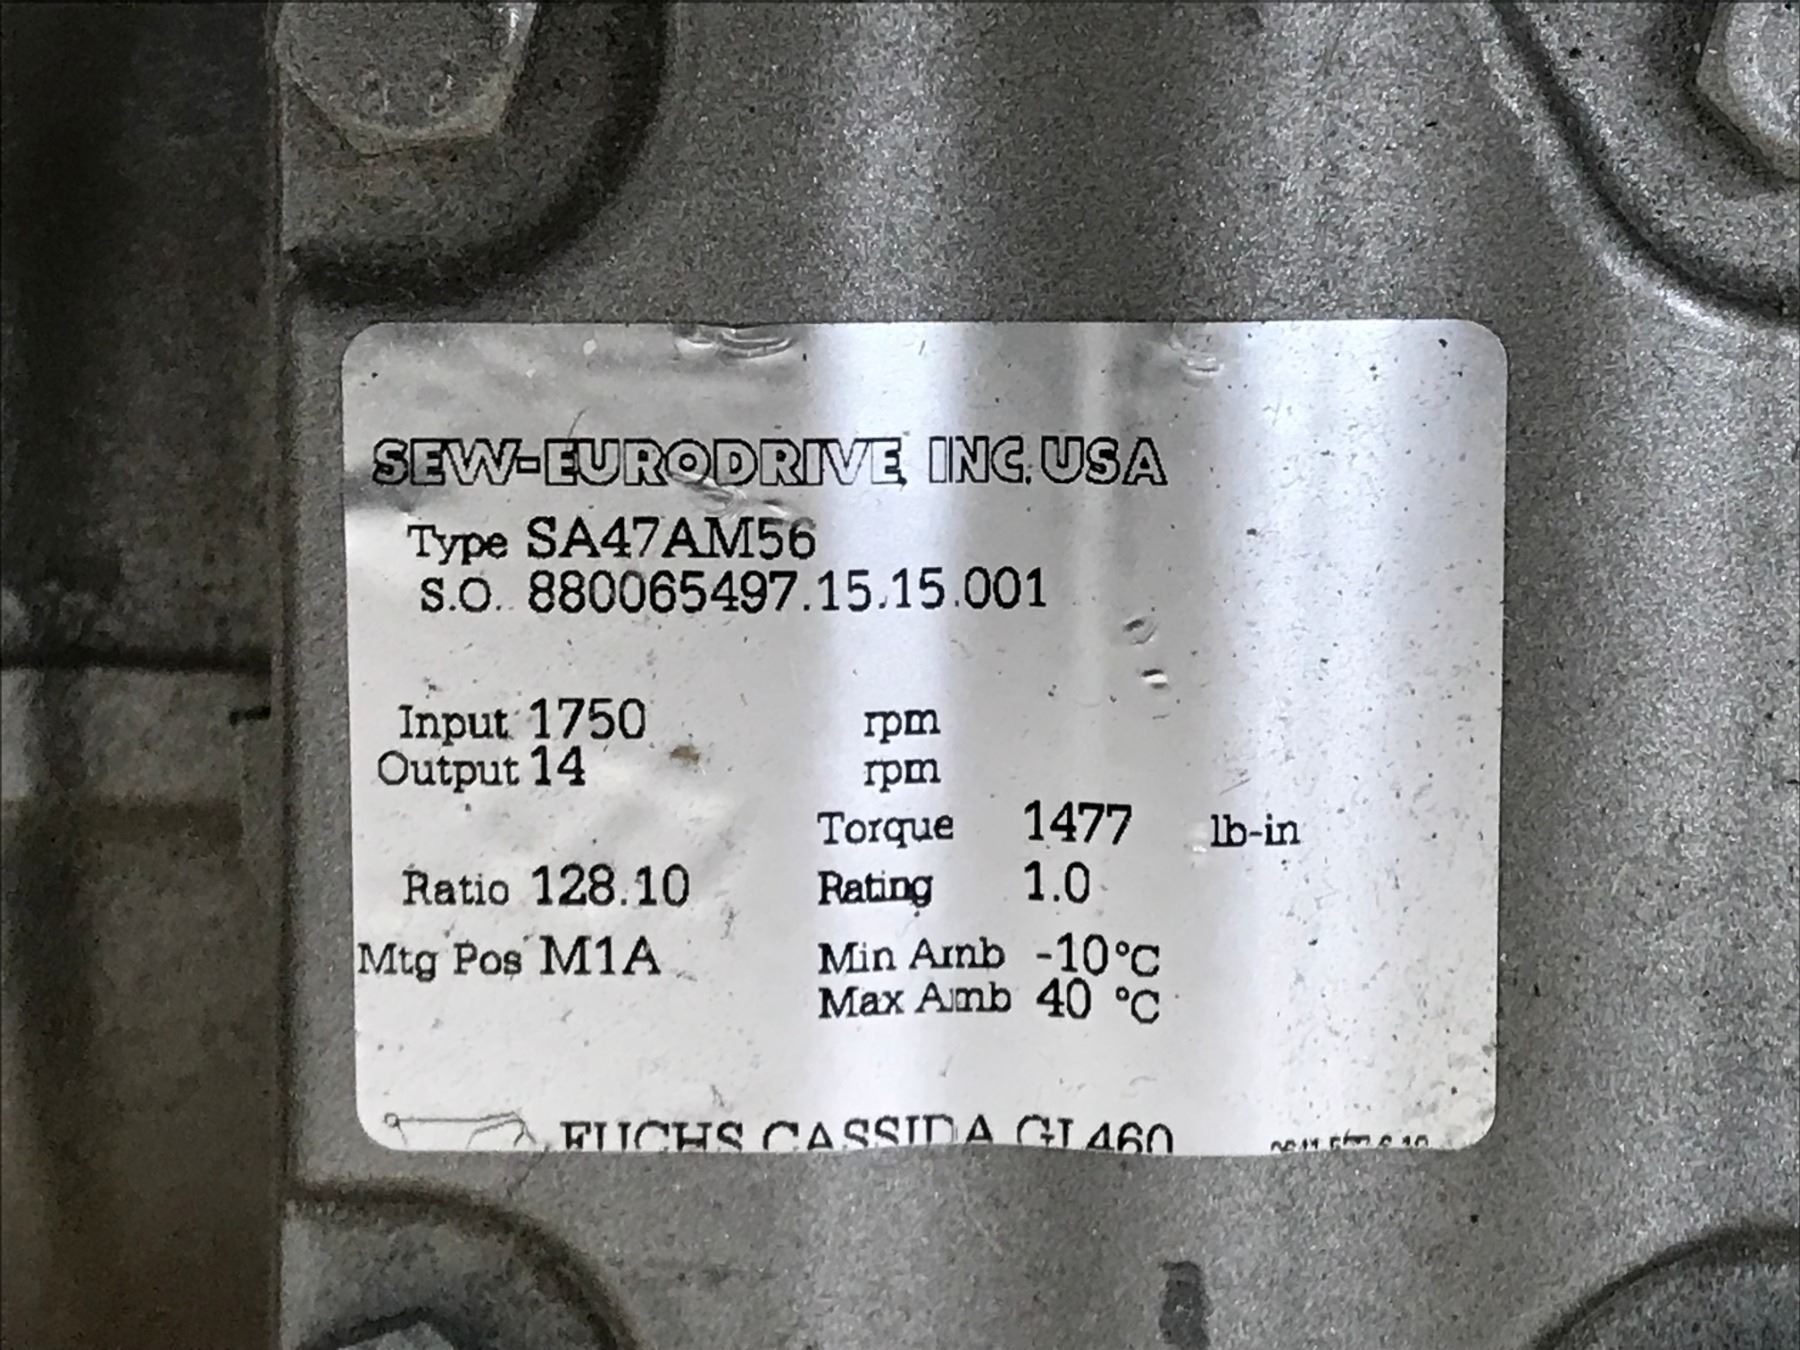 SEW-EURODRIVE, INC. USA
Type SA47AM56
S.O. 880065497.15.15.001
Input 1750 rpm
Output 14 rpm
Torque 1477 lb-in
Ratio 128.10 Rating 1.0
Mtg Pos M1A Min Amb -10 °C
Max Amb 40 °C
FUCHS CASSIDA GL460